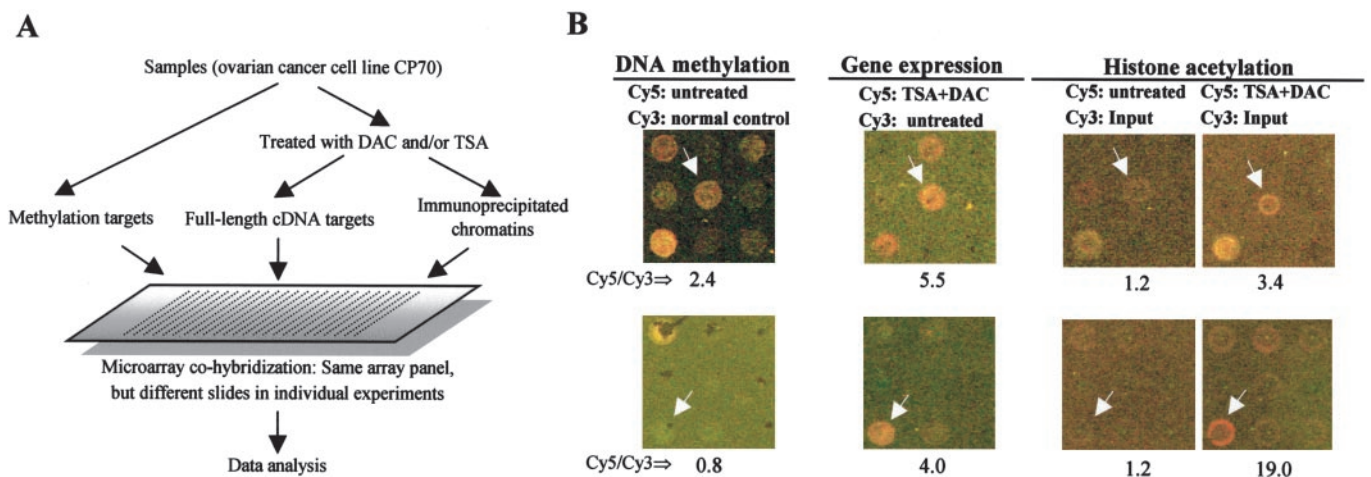 A
Samples (ovarian cancer cell line CP70)
Treated with DAC and/or TSA
Methylation targets
Full-length cDNA targets
Immunoprecipitated
chromatins
Microarray co-hybridization: Same array panel,
but different slides in individual experiments
Data analysis
B
DNA methylation
Cy5: untreated
Cy3: normal control
Gene expression
Cy5: TSA+DAC
Cy3: untreated
Histone acetylation
Cy5: untreated
Cy3: Input
Cy5: TSA+DAC
Cy3: Input
Cy5/Cy3⇒ 2.4
5.5
1.2
3.4
Cy5/Cy3⇒ 0.8
4.0
1.2
19.0